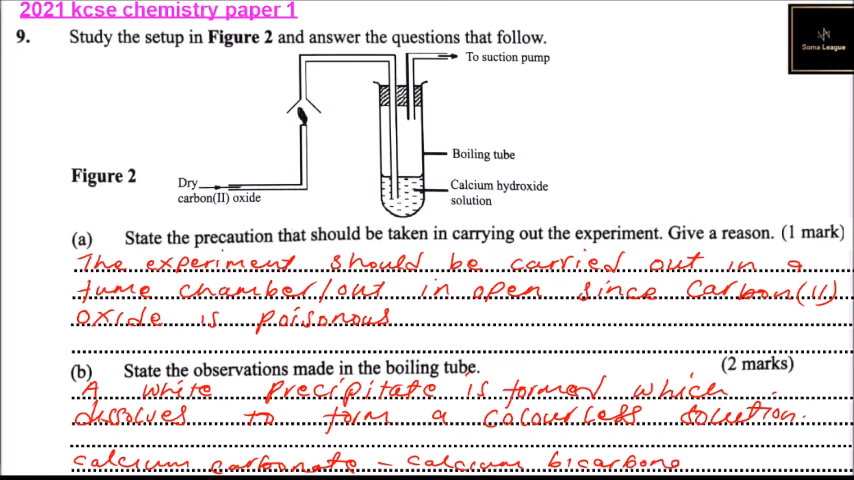 2021 kcse chemistry paper 1
Soma League
9. Study the setup in Figure 2 and answer the questions that follow.
To suction pump
Boiling tube
Figure 2
Dry
carbon(II) oxide
Calcium hydroxide
solution
(a) State the precaution that should be taken in carrying out the experiment. Give a reason. (1 mark)
The experiment should be carried out in a
fume chamber/out in open since carbon(II)
oxide is poisonous
(b) State the observations made in the boiling tube. (2 marks)
A white precipitate is formed which
dissolves to form a colourless solution.
calcium carbonate – calcium bicarbone